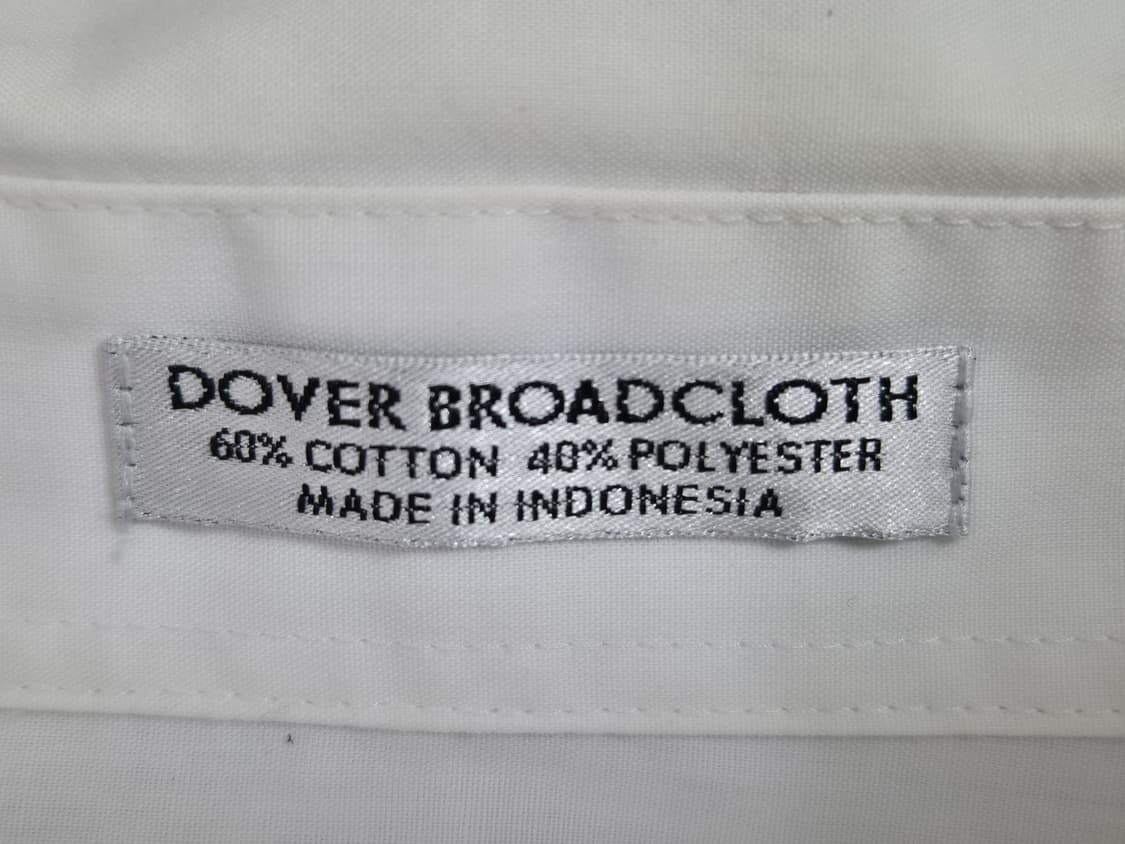 DOVER BROADCLOTH
60% COTTON 40% POLYESTER
MADE IN INDONESIA